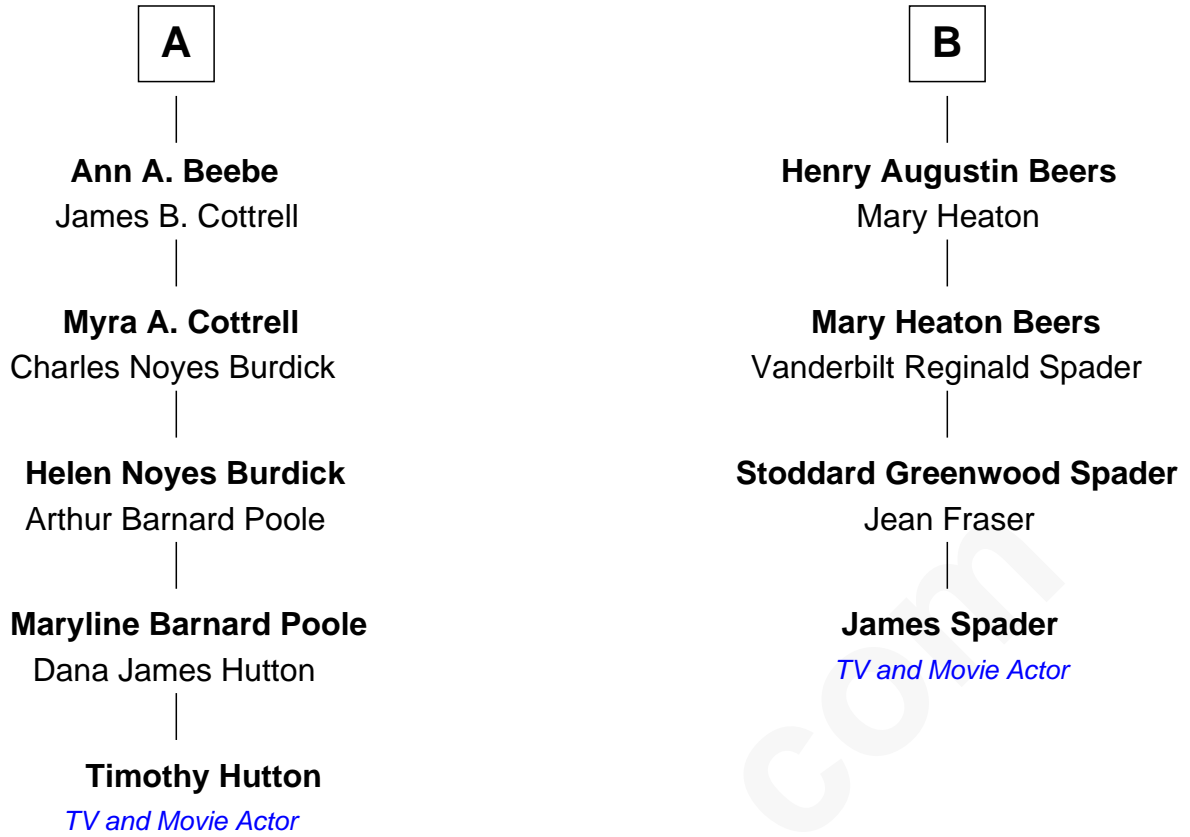 A
Ann A. Beebe
James B. Cottrell
Myra A. Cottrell
Charles Noyes Burdick
Helen Noyes Burdick
Arthur Barnard Poole
Maryline Barnard Poole
Dana James Hutton
Timothy Hutton
TV and Movie Actor
B
Henry Augustin Beers
Mary Heaton
Mary Heaton Beers
Vanderbilt Reginald Spader
Stoddard Greenwood Spader
Jean Fraser
James Spader
TV and Movie Actor
com